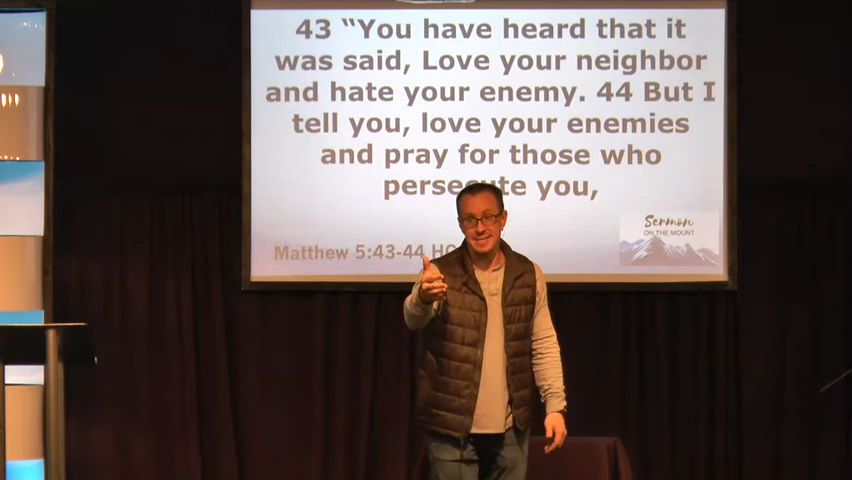 43 “You have heard that it
was said, Love your neighbor
and hate your enemy. 44 But I
tell you, love your enemies
and pray for those who
persecute you,
Sermon
ON THE MOUNT
Matthew 5:43-44